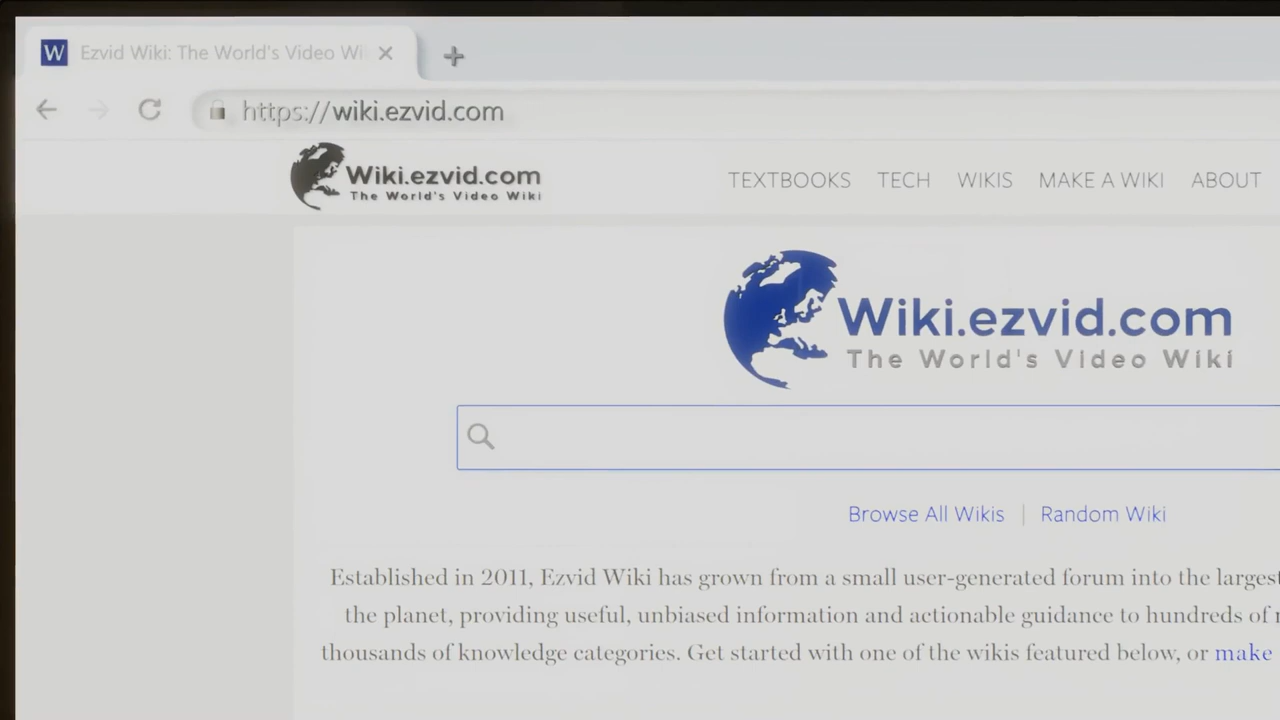 W Ezvid Wiki: The World's Video Wi
https://wiki.ezvid.com
Wiki.ezvid.com
The World's Video Wiki
TEXTBOOKS TECH WIKIS MAKE A WIKI ABOUT
Wiki.ezvid.com
The World's Video Wiki
Browse All Wikis | Random Wiki
Established in 2011, Ezvid Wiki has grown from a small user-generated forum into the largest
the planet, providing useful, unbiased information and actionable guidance to hundreds of
thousands of knowledge categories. Get started with one of the wikis featured below, or make